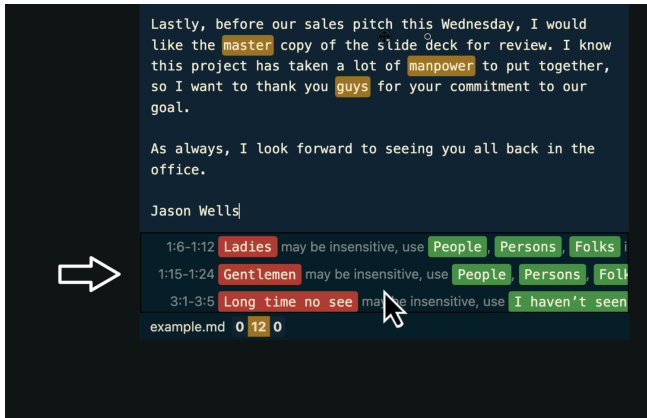 Lastly, before our sales pitch this Wednesday, I would
like the master copy of the slide deck for review. I know
this project has taken a lot of manpower to put together,
so I want to thank you guys for your commitment to our
goal.
As always, I look forward to seeing you all back in the
office.
Jason Wells
1:6-1:12 Ladies may be insensitive, use People, Persons, Folks i
1:15-1:24 Gentlemen may be insensitive, use People, Persons, Folk
3:1-3:5 Long time no see may be insensitive, use I haven't seen
example.md 0 12 0